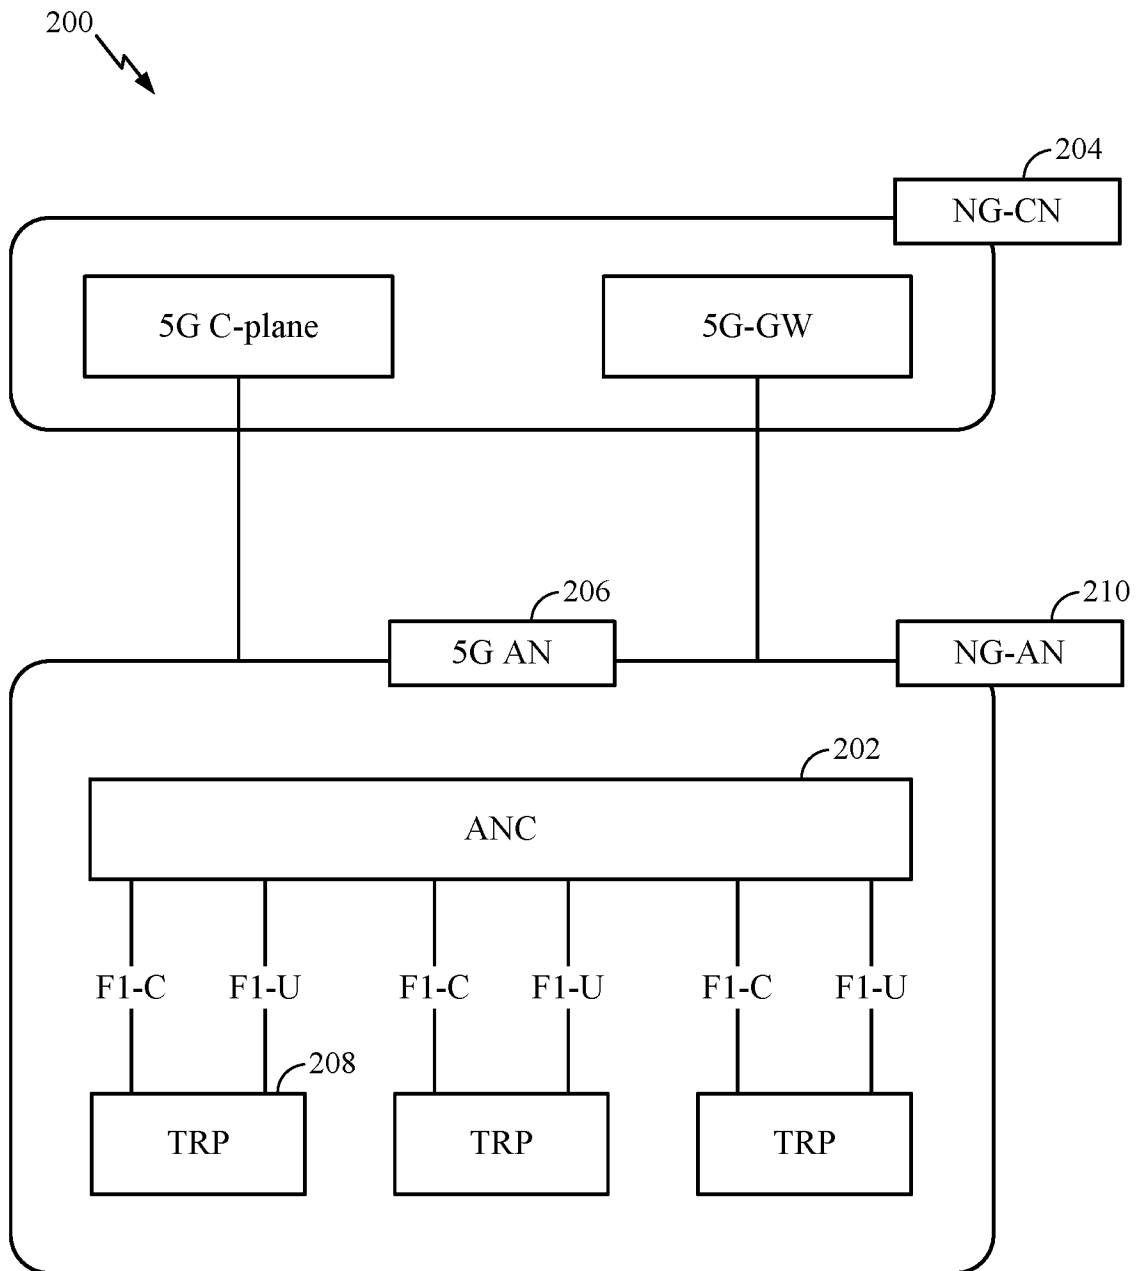 200
204
NG-CN
5G C-plane 5G-GW
206 210
5G AN NG-AN
202
ANC
F1-C F1-U F1-C F1-U F1-C F1-U
208
TRP TRP TRP